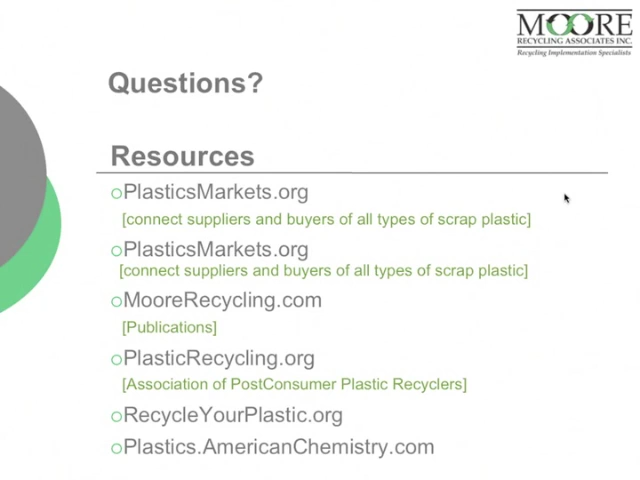 MOORE
RECYCLING ASSOCIATES INC.
Recycling Implementation Specialists
Questions?
Resources
PlasticsMarkets.org
[connect suppliers and buyers of all types of scrap plastic]
PlasticsMarkets.org
[connect suppliers and buyers of all types of scrap plastic]
MooreRecycling.com
[Publications]
PlasticRecycling.org
[Association of PostConsumer Plastic Recyclers]
RecycleYourPlastic.org
Plastics.AmericanChemistry.com